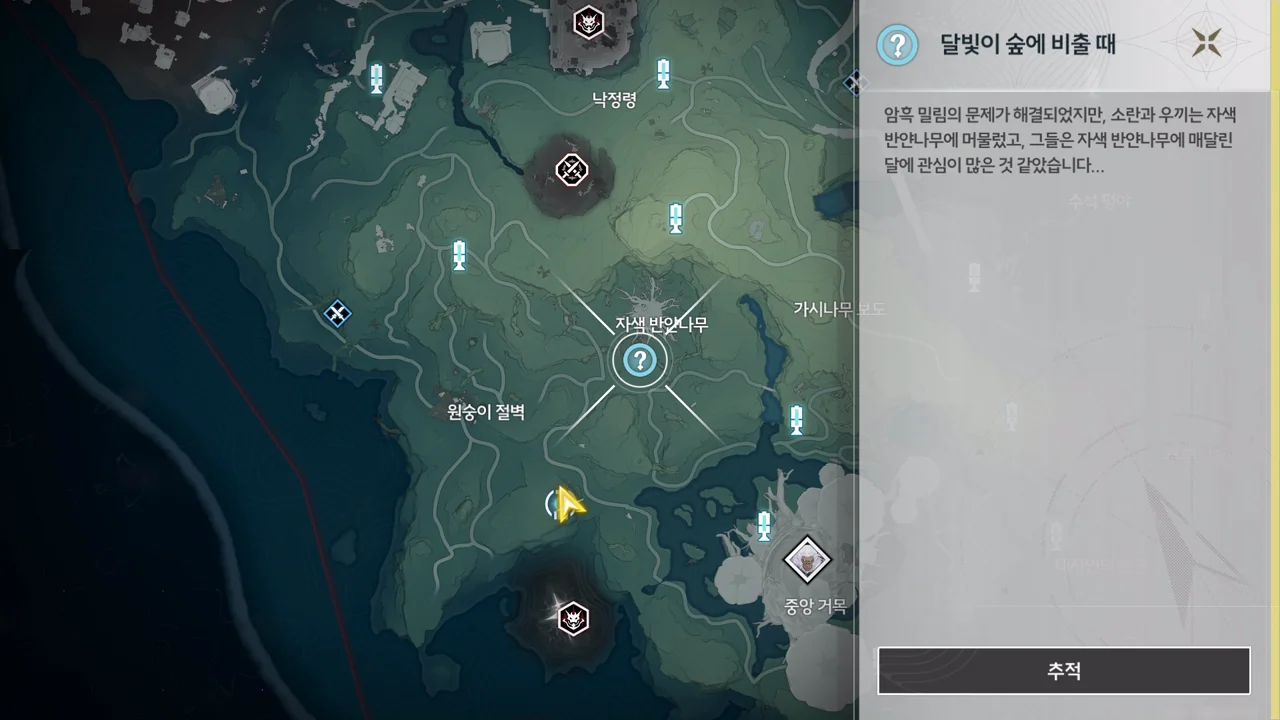 달빛이 숲에 비출 때
암흑 밀림의 문제가 해결되었지만, 소란과 우끼는 자색
반얀나무에 머물렀고, 그들은 자색 반얀나무에 매달린
달에 관심이 많은 것 같았습니다...
낙정령
자색 반얀나무
가시나무 보도
원숭이 절벽
중앙 거목
추적